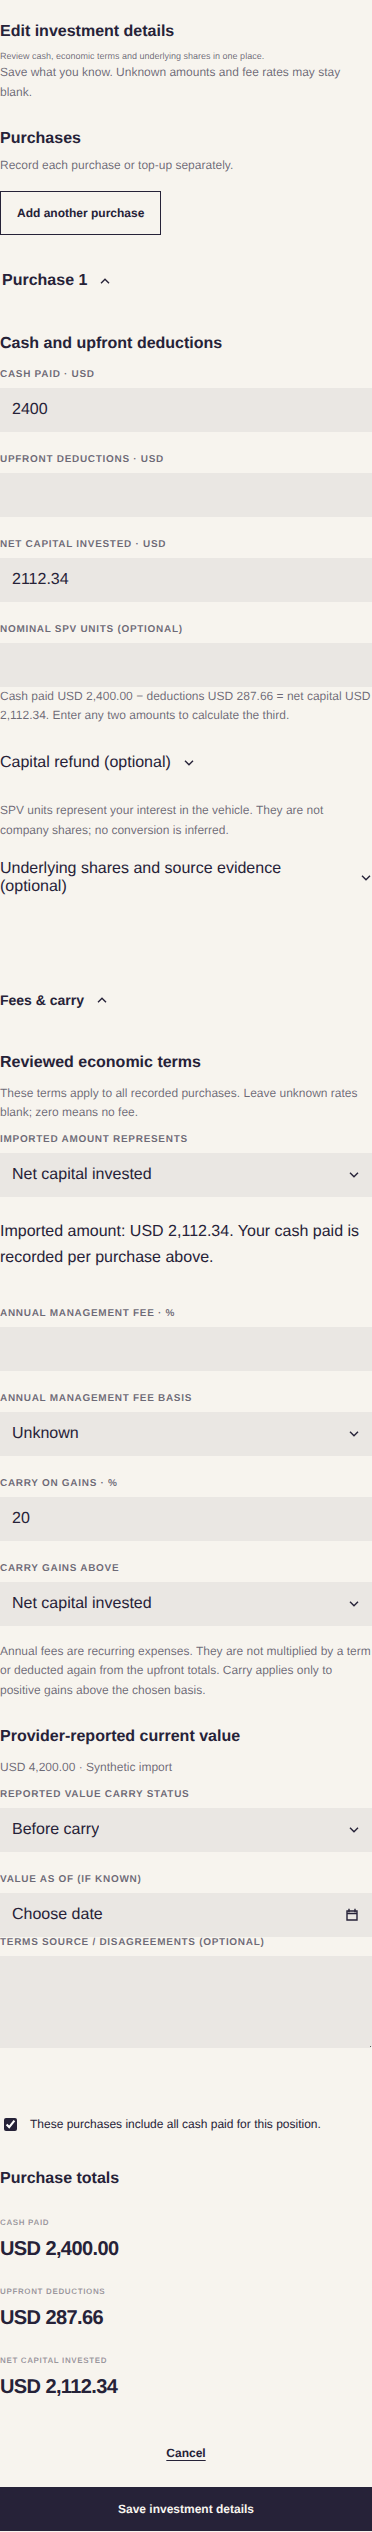 Edit investment details
Review cash, economic terms and underlying shares in one place.
Save what you know. Unknown amounts and fee rates may stay
blank.
Purchases
Record each purchase or top-up separately.
Add another purchase
Purchase 1
Cash and upfront deductions
CASH PAID · USD
2400
UPFRONT DEDUCTIONS · USD
NET CAPITAL INVESTED · USD
2112.34
NOMINAL SPV UNITS (OPTIONAL)
Cash paid USD 2,400.00 − deductions USD 287.66 = net capital USD
2,112.34. Enter any two amounts to calculate the third.
Capital refund (optional)
SPV units represent your interest in the vehicle. They are not
company shares; no conversion is inferred.
Underlying shares and source evidence
(optional)
Fees & carry
Reviewed economic terms
These terms apply to all recorded purchases. Leave unknown rates
blank; zero means no fee.
IMPORTED AMOUNT REPRESENTS
Net capital invested
Imported amount: USD 2,112.34. Your cash paid is
recorded per purchase above.
ANNUAL MANAGEMENT FEE · %
ANNUAL MANAGEMENT FEE BASIS
Unknown
CARRY ON GAINS · %
20
CARRY GAINS ABOVE
Net capital invested
Annual fees are recurring expenses. They are not multiplied by a term
or deducted again from the upfront totals. Carry applies only to
positive gains above the chosen basis.
Provider-reported current value
USD 4,200.00 · Synthetic import
REPORTED VALUE CARRY STATUS
Before carry
VALUE AS OF (IF KNOWN)
Choose date
TERMS SOURCE / DISAGREEMENTS (OPTIONAL)
These purchases include all cash paid for this position.
Purchase totals
CASH PAID
USD 2,400.00
UPFRONT DEDUCTIONS
USD 287.66
NET CAPITAL INVESTED
USD 2,112.34
Cancel
Save investment details